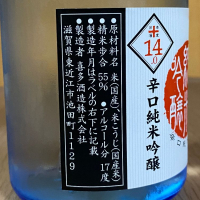 原材料名 米(国産)、米こうじ(国産米)
精米歩合 55% ●アルコール分 17度
●製造年月はラベルの右下に記載
製造者 喜多酒造株式会社
滋賀県東近江市池田町1129
14.0
辛口純米吟醸
吟醸